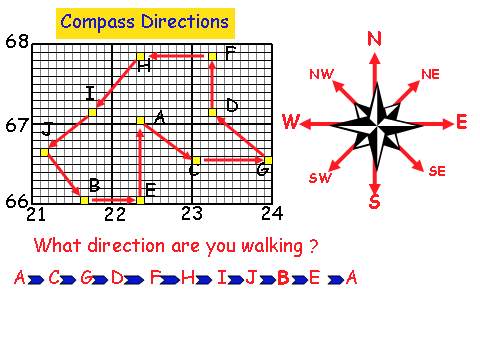 Compass Directions
68
F
H
N
NW NE
I
D
A
67
W E
J
C G
SW SE
B E
66
S
21 22 23 24
What direction are you walking ?
A C G D F H I J B E A